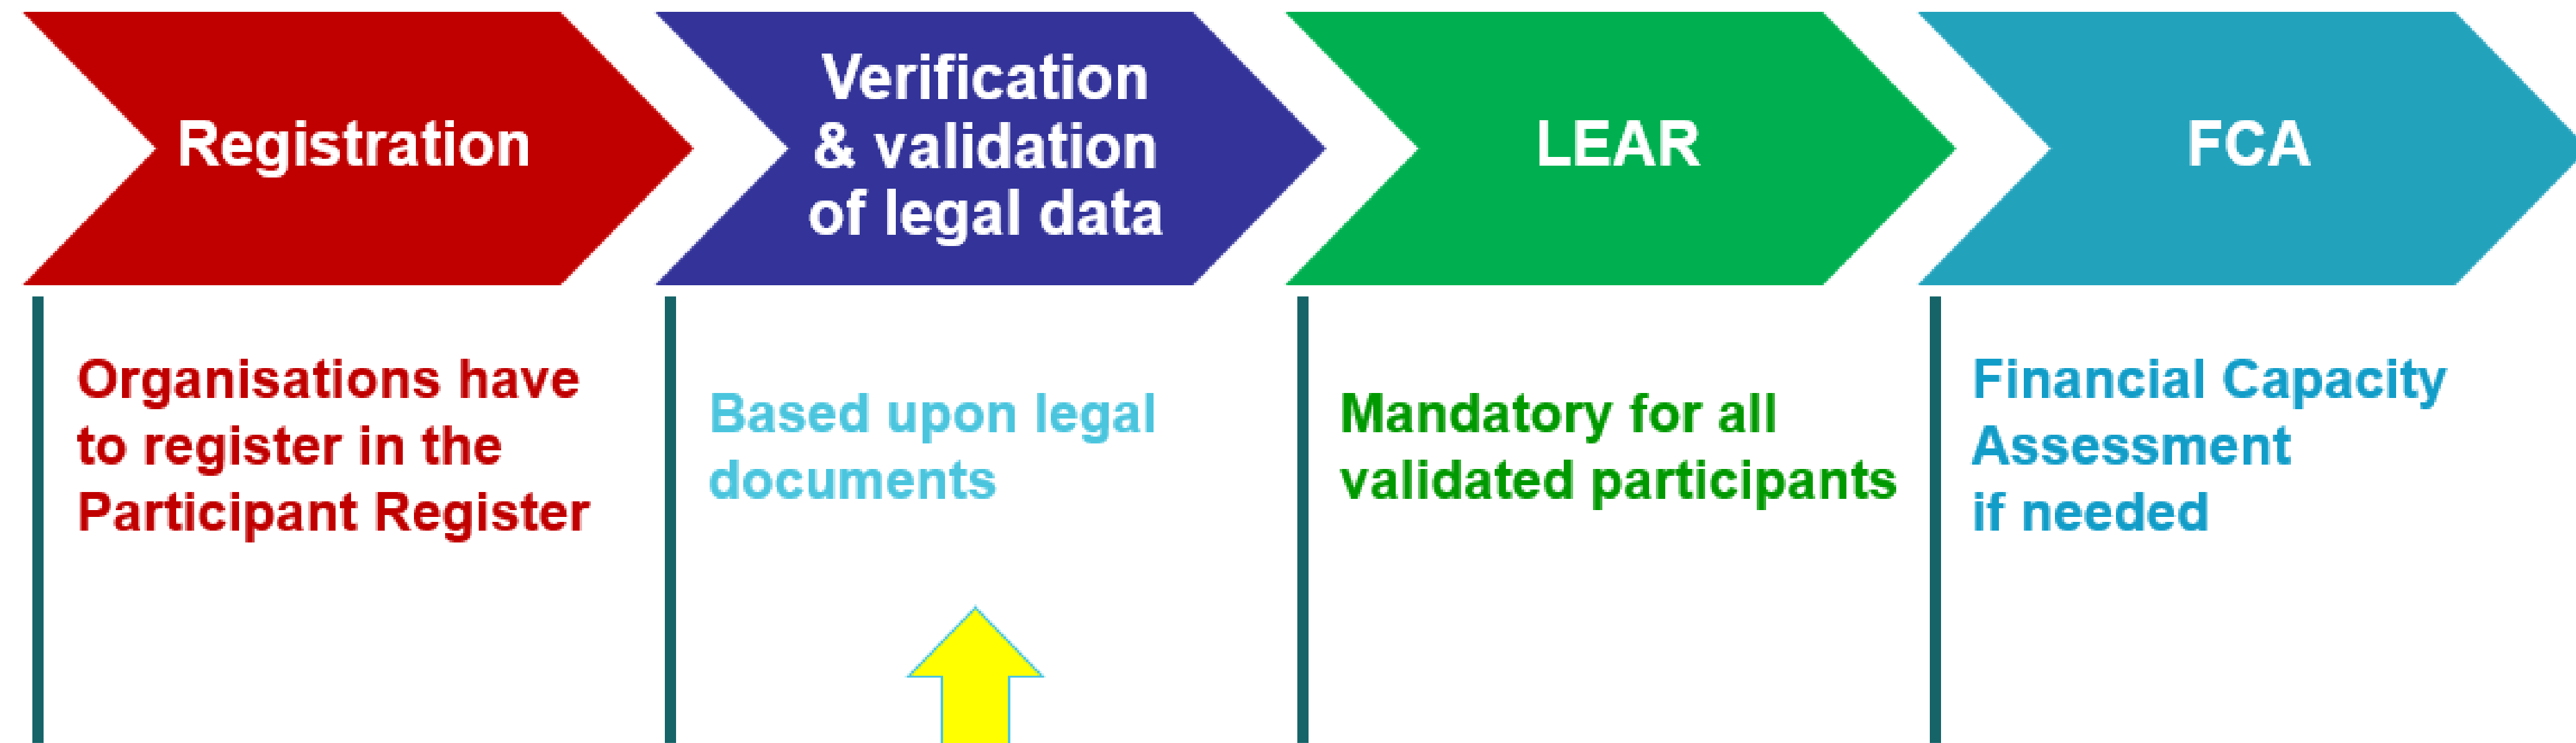 Registration
Verification
& validation
of legal data
LEAR
FCA
Organisations have
to register in the
Participant Register
Based upon legal
documents
Mandatory for all
validated participants
Financial Capacity
Assessment
if needed